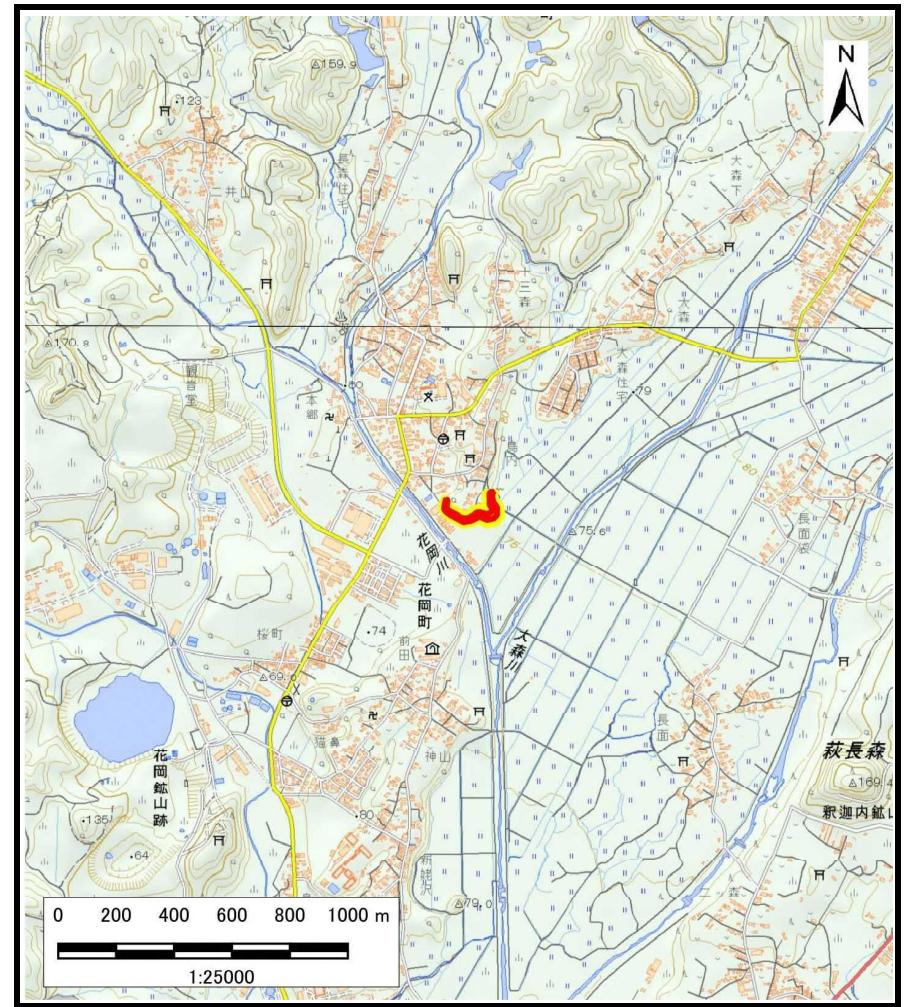 N
159.9
123
二井山
長森住宅
大森下
十三森
大森
170.8
観音堂
本郷
60
大森住宅
79
80
長面袋
75.6
75
花岡川
花岡町
大森川
桜町
74
前田
69.0
猫鼻
神山
長面
萩長森
169.4
釈迦内鉱山
花岡鉱山跡
135
64
80
新姥沢
79.0
二ッ森
0 200 400 600 800 1000 m
1:25000